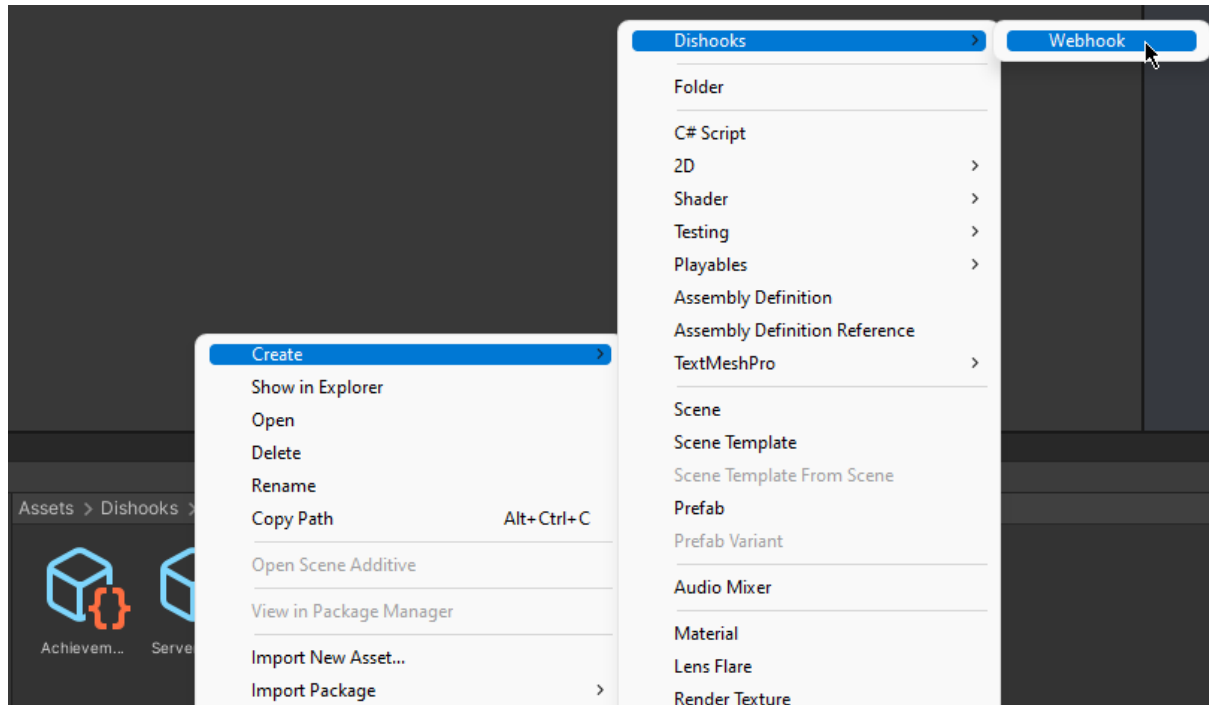 Dishooks
Webhook
Folder
C# Script
2D
Shader
Testing
Playables
Assembly Definition
Assembly Definition Reference
TextMeshPro
Scene
Scene Template
Scene Template From Scene
Prefab
Prefab Variant
Audio Mixer
Material
Lens Flare
Render Texture
Create
Show in Explorer
Open
Delete
Rename
Copy Path Alt+Ctrl+C
Open Scene Additive
View in Package Manager
Import New Asset...
Import Package
Assets > Dishooks >
Achievem...
Serve